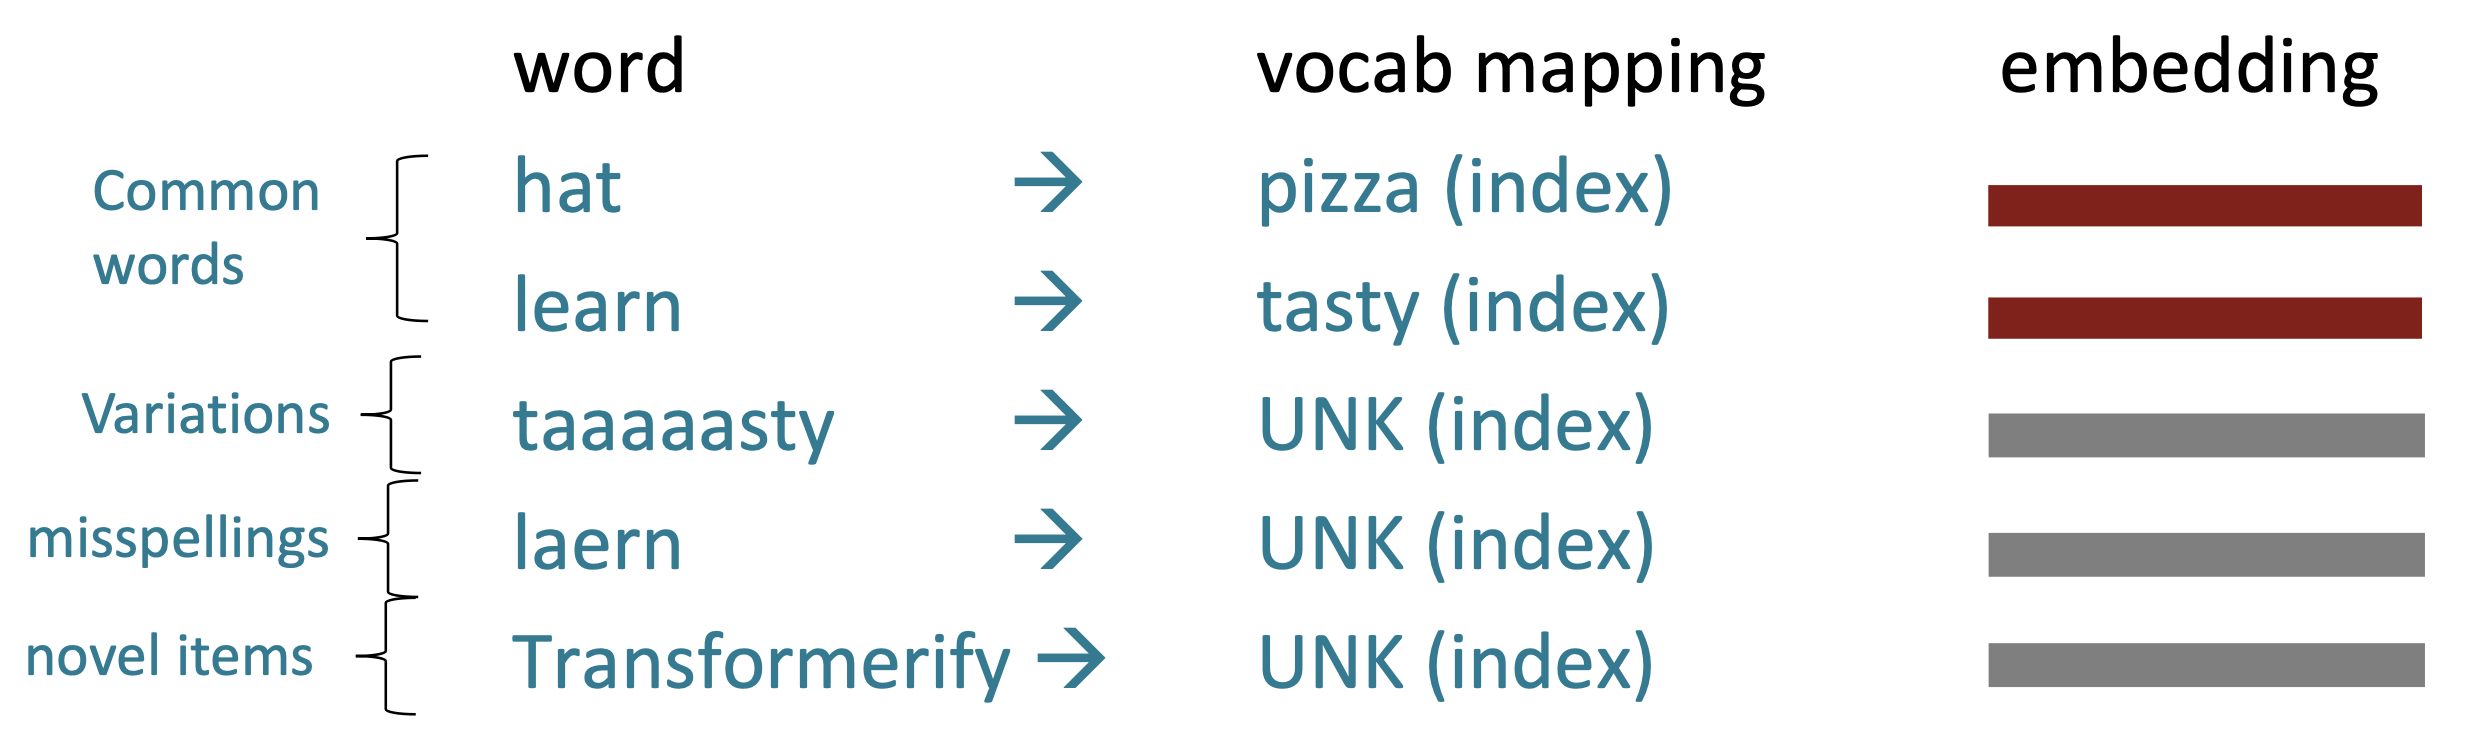 word vocab mapping embedding
Common words
hat → pizza (index)
learn → tasty (index)
Variations taaaaasty → UNK (index)
misspellings laern → UNK (index)
novel items Transformerify → UNK (index)